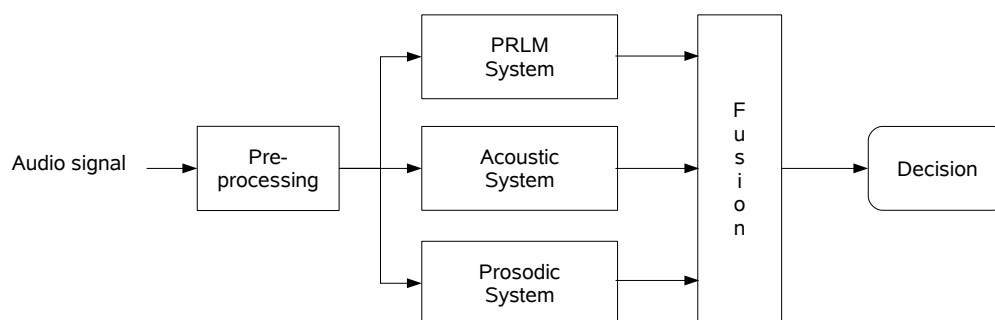 PRLM
System
Audio signal
Pre-
processing
Acoustic
System
Prosodic
System
F
u
s
i
o
n
Decision